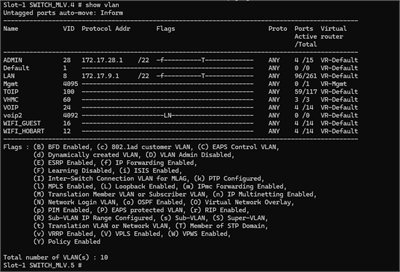 Slot-1 SWITCH_MLV.4 # show vlan
Untagged ports auto-move: Inform
Name VID Protocol Addr Flags Proto Ports Virtual
Active router
/Total
ADMIN 28 172.17.28.1 /22 -f---------T--------------- ANY 4 /15 VR-Default
Default 1 --------------------------- ANY 0 /0 VR-Default
LAN 8 172.17.9.1 /22 -f---------T--------------- ANY 96/261 VR-Default
Mgmt 4095 --------------------------- ANY 0 /1 VR-Mgmt
TOIP 100 --------------------------- ANY 59/117 VR-Default
VHMC 60 --------------------------- ANY 3 /3 VR-Default
VOIP 24 --------------------------- ANY 4 /14 VR-Default
voip2 4092 ------------LN------------- ANY 0 /0 VR-Default
WIFI_GUEST 16 --------------------------- ANY 4 /14 VR-Default
WIFI_HOBART 12 --------------------------- ANY 4 /14 VR-Default
Flags : (B) BFD Enabled, (c) 802.1ad customer VLAN, (C) EAPS Control VLAN,
(d) Dynamically created VLAN, (D) VLAN Admin Disabled,
(E) ESRP Enabled, (f) IP Forwarding Enabled,
(F) Learning Disabled, (i) ISIS Enabled,
(I) Inter-Switch Connection VLAN for MLAG, (k) PTP Configured,
(l) MPLS Enabled, (L) Loopback Enabled, (m) IPmc Forwarding Enabled,
(M) Translation Member VLAN or Subscriber VLAN, (n) IP Multinetting Enabled,
(N) Network Login VLAN, (o) OSPF Enabled, (O) Virtual Network Overlay,
(p) PIM Enabled, (P) EAPS protected VLAN, (r) RIP Enabled,
(R) Sub-VLAN IP Range Configured, (s) Sub-VLAN, (S) Super-VLAN,
(t) Translation VLAN or Network VLAN, (T) Member of STP Domain,
(v) VRRP Enabled, (V) VPLS Enabled, (W) VPWS Enabled,
(Y) Policy Enabled
Total number of VLAN(s) : 10
Slot-1 SWITCH_MLV.5 #